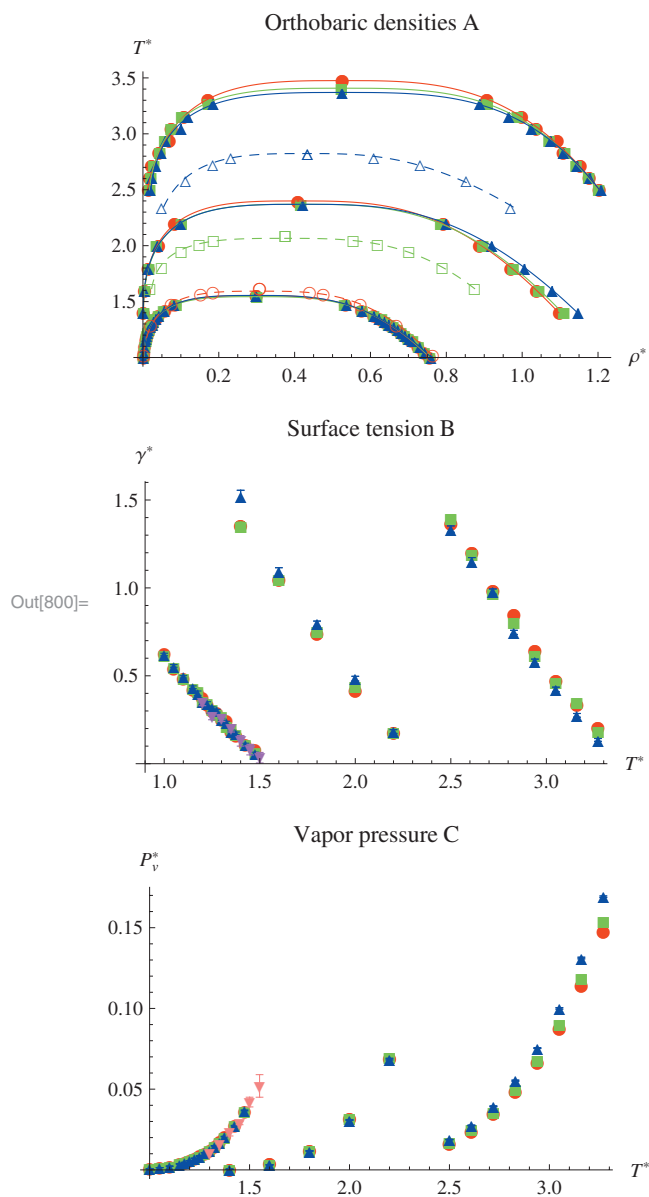 Orthobaric densities A
T*
3.5
3.0
2.5
2.0
1.5
0.2 0.4 0.6 0.8 1.0 1.2 ρ*
Surface tension B
γ*
1.5
1.0
Out[800]=
0.5
1.0 1.5 2.0 2.5 3.0 T*
Vapor pressure C
P*v
0.15
0.10
0.05
1.5 2.0 2.5 3.0 T*